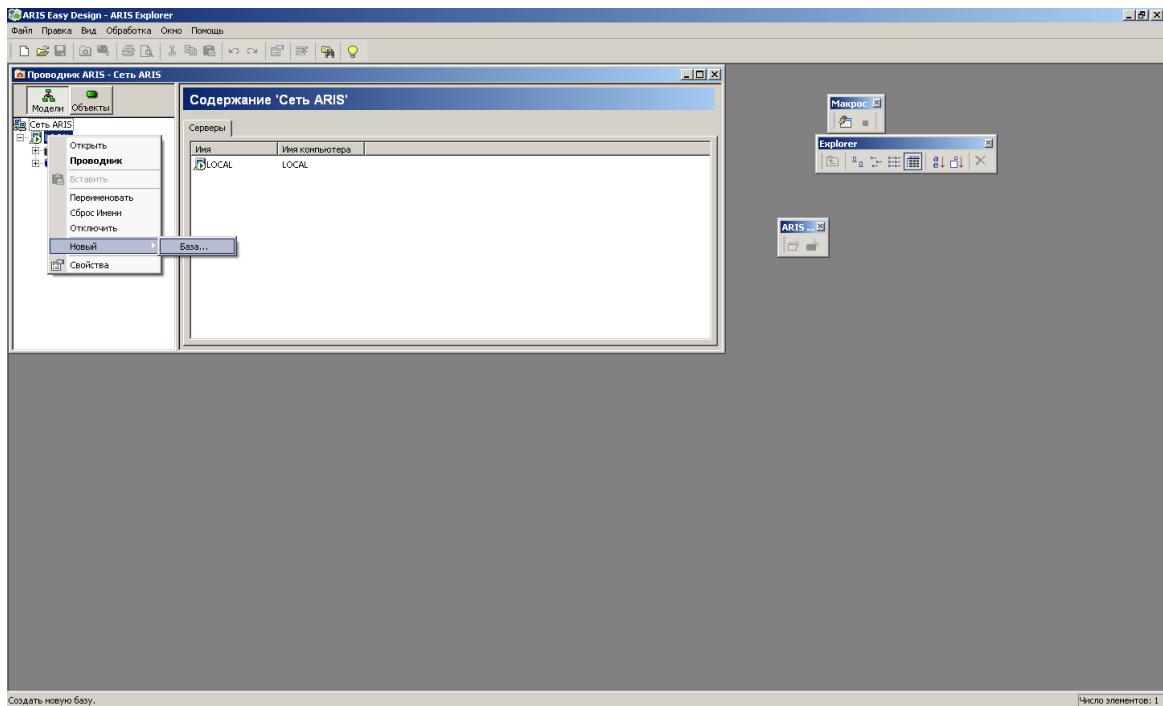 ARIS Easy Design - ARIS Explorer
Файл Правка Вид Обработка Окно Помощь
Проводник ARIS - Сеть ARIS
Модели Объекты
Содержание 'Сеть ARIS'
Сеть ARIS
Серверы
Имя Имя компьютера
LOCAL LOCAL
Открыть
Проводник
Вставить
Переименовать
Сброс Имени
Отключить
Новый База...
Свойства
Макрос
Explorer
ARIS ...
Создать новую базу. Число элементов: 1